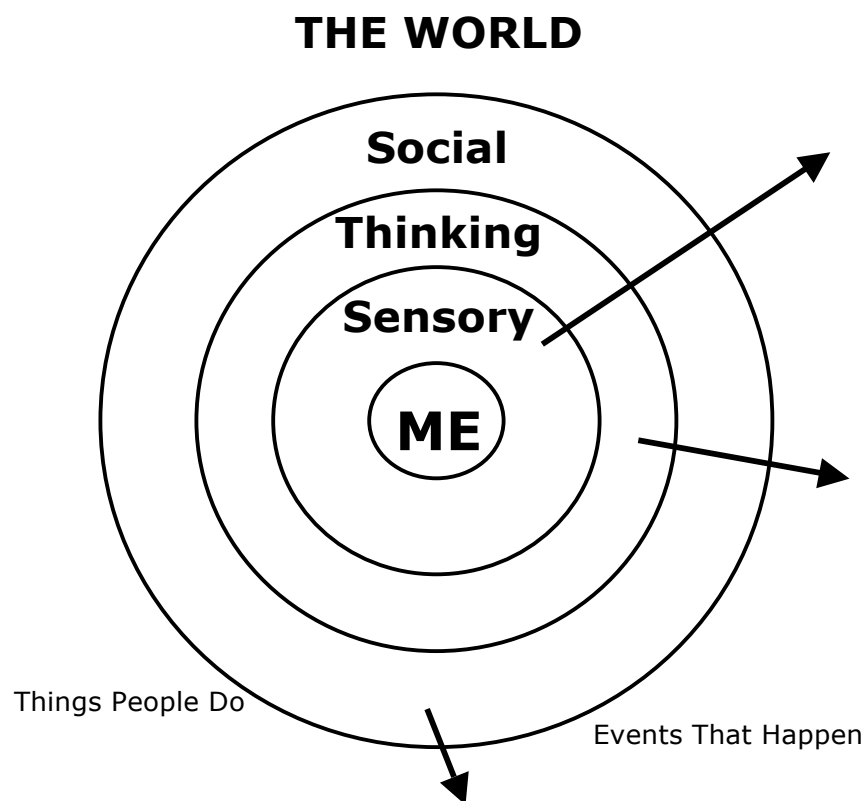 THE WORLD
Social
Thinking
Sensory
ME
Things People Do
Events That Happen